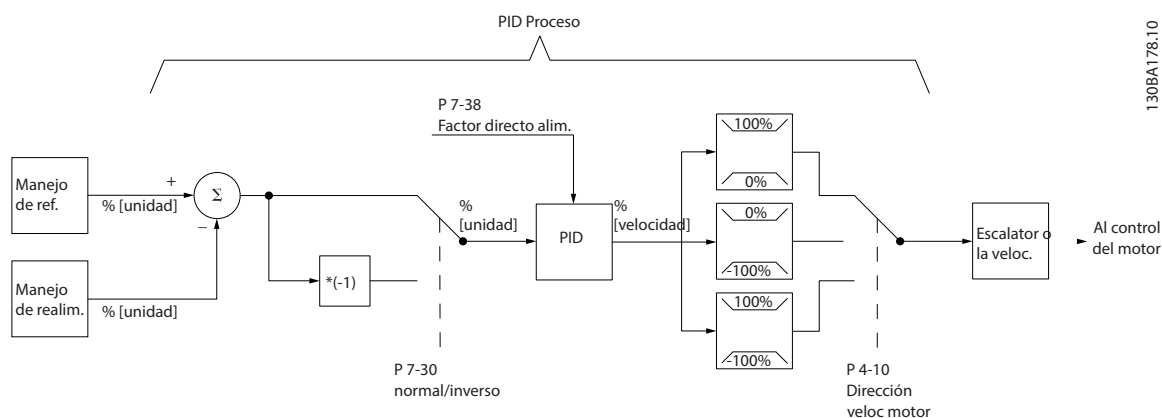 PID Proceso
130BA178.10
P 7-38
Factor directo alim.
Manejo
de ref.
+
% [unidad]
Σ
−
Manejo
de realim.
% [unidad]
*(-1)
P 7-30
normal/inverso
%
[unidad]
PID
%
[velocidad]
100%
0%
0%
-100%
100%
-100%
P 4-10
Dirección
veloc motor
Escalator o
la veloc.
Al control
del motor